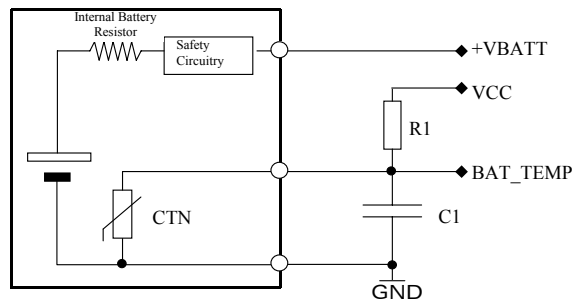 Internal Battery
Resistor
Safety
Circuitry
+VBATT
VCC
R1
BAT_TEMP
CTN
C1
GND